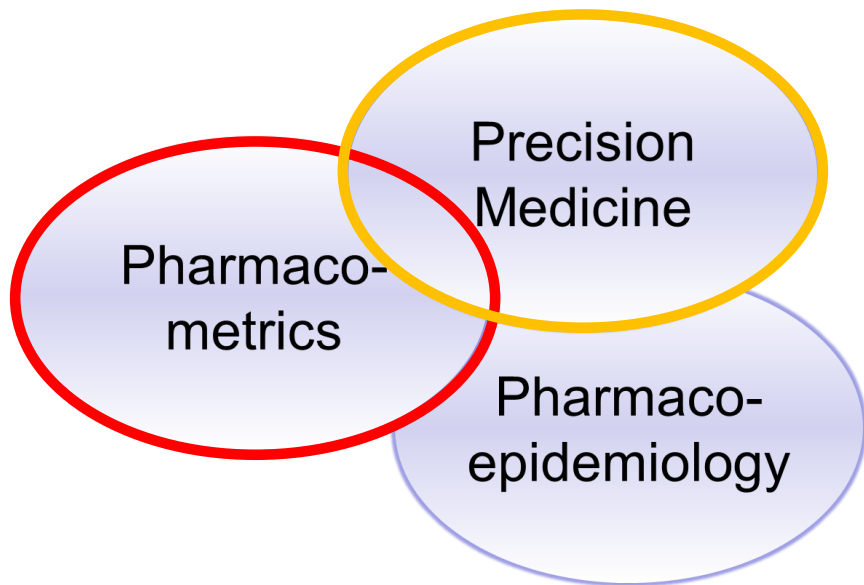 Precision
Medicine
Pharmaco-
metrics
Pharmaco-
epidemiology